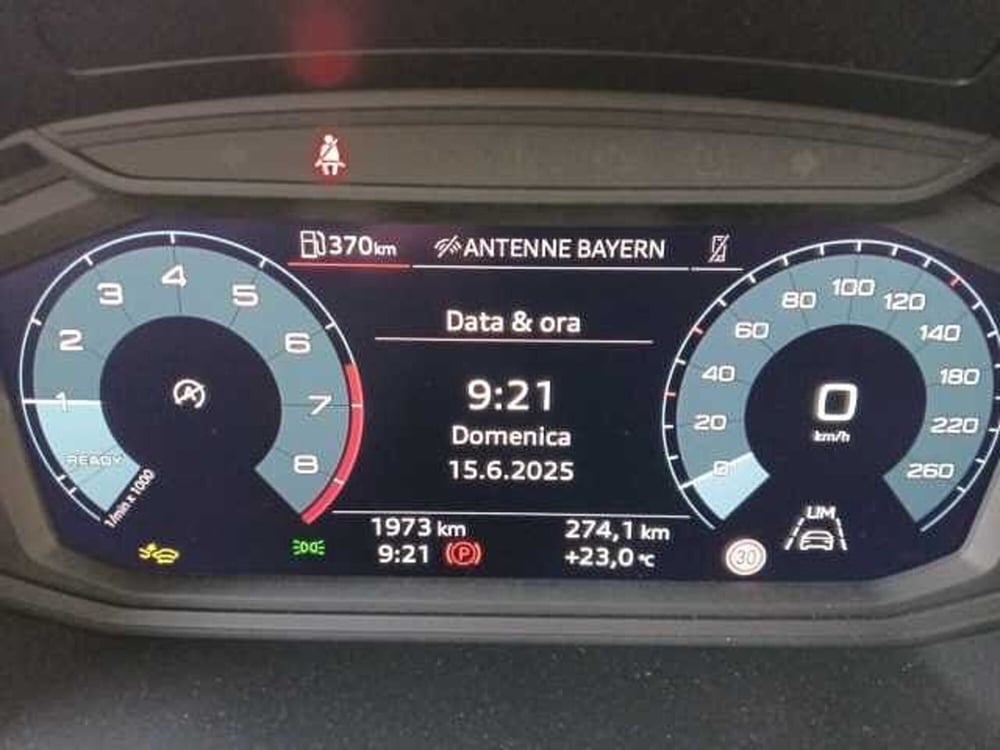 370 km ANTENNE BAYERN
Data & ora
9:21
Domenica
15.6.2025
1973 km 274,1 km
9:21 P +23,0 °C
1 2 3 4 5 6 7 8
READY
1/min x 1000
0 20 40 60 80 100 120 140 180 220 260
0
km/h
LIM
30